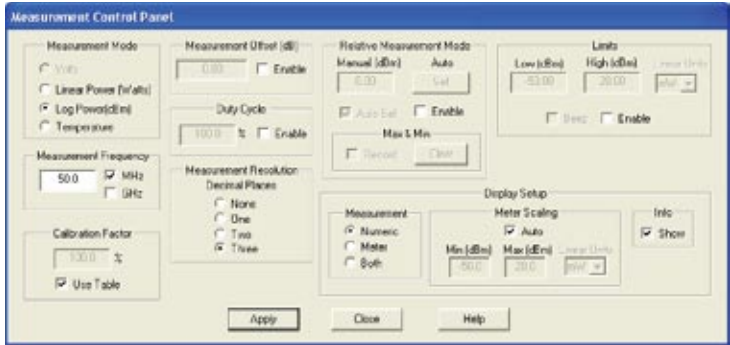 Measurement Control Panel
Measurement Mode
Volts
Linear Power (Watts)
Log Power(dBm)
Temperature
Measurement Frequency
50.0
MHz
GHz
Calibration Factor
100.0 %
Use Table
Measurement Offset (dB)
0.00
Enable
Duty Cycle
100.0 %
Enable
Measurement Resolution
Decimal Places
None
One
Two
Three
Relative Measurement Mode
Manual (dBm)
Auto
0.00
Set
Auto Set
Enable
Max & Min
Record
Clear
Limits
Low (dBm)
High (dBm)
Linear Units
-53.00
20.00
mW
Beep
Enable
Display Setup
Measurement
Numeric
Meter
Both
Meter Scaling
Auto
Min (dBm)
Max (dBm)
Linear Units
-50.0
20.0
mW
Info
Show
Apply
Close
Help